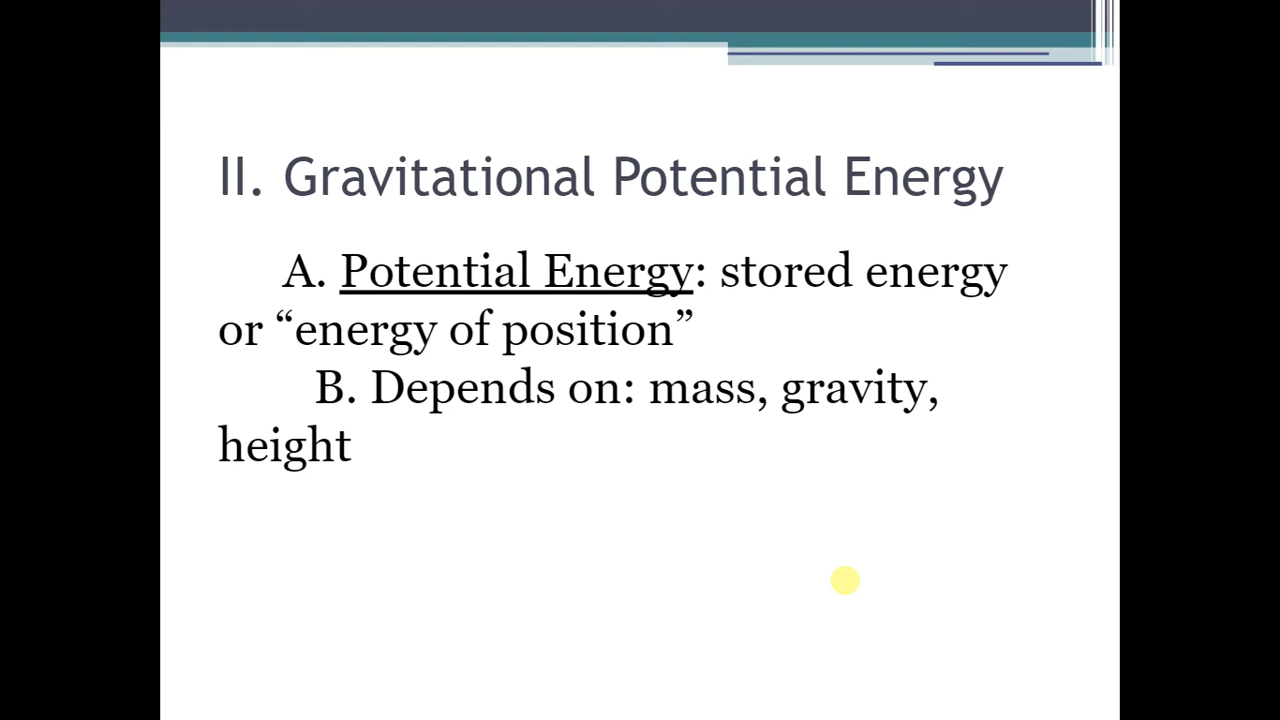 II. Gravitational Potential Energy
A. Potential Energy: stored energy
or “energy of position”
B. Depends on: mass, gravity,
height